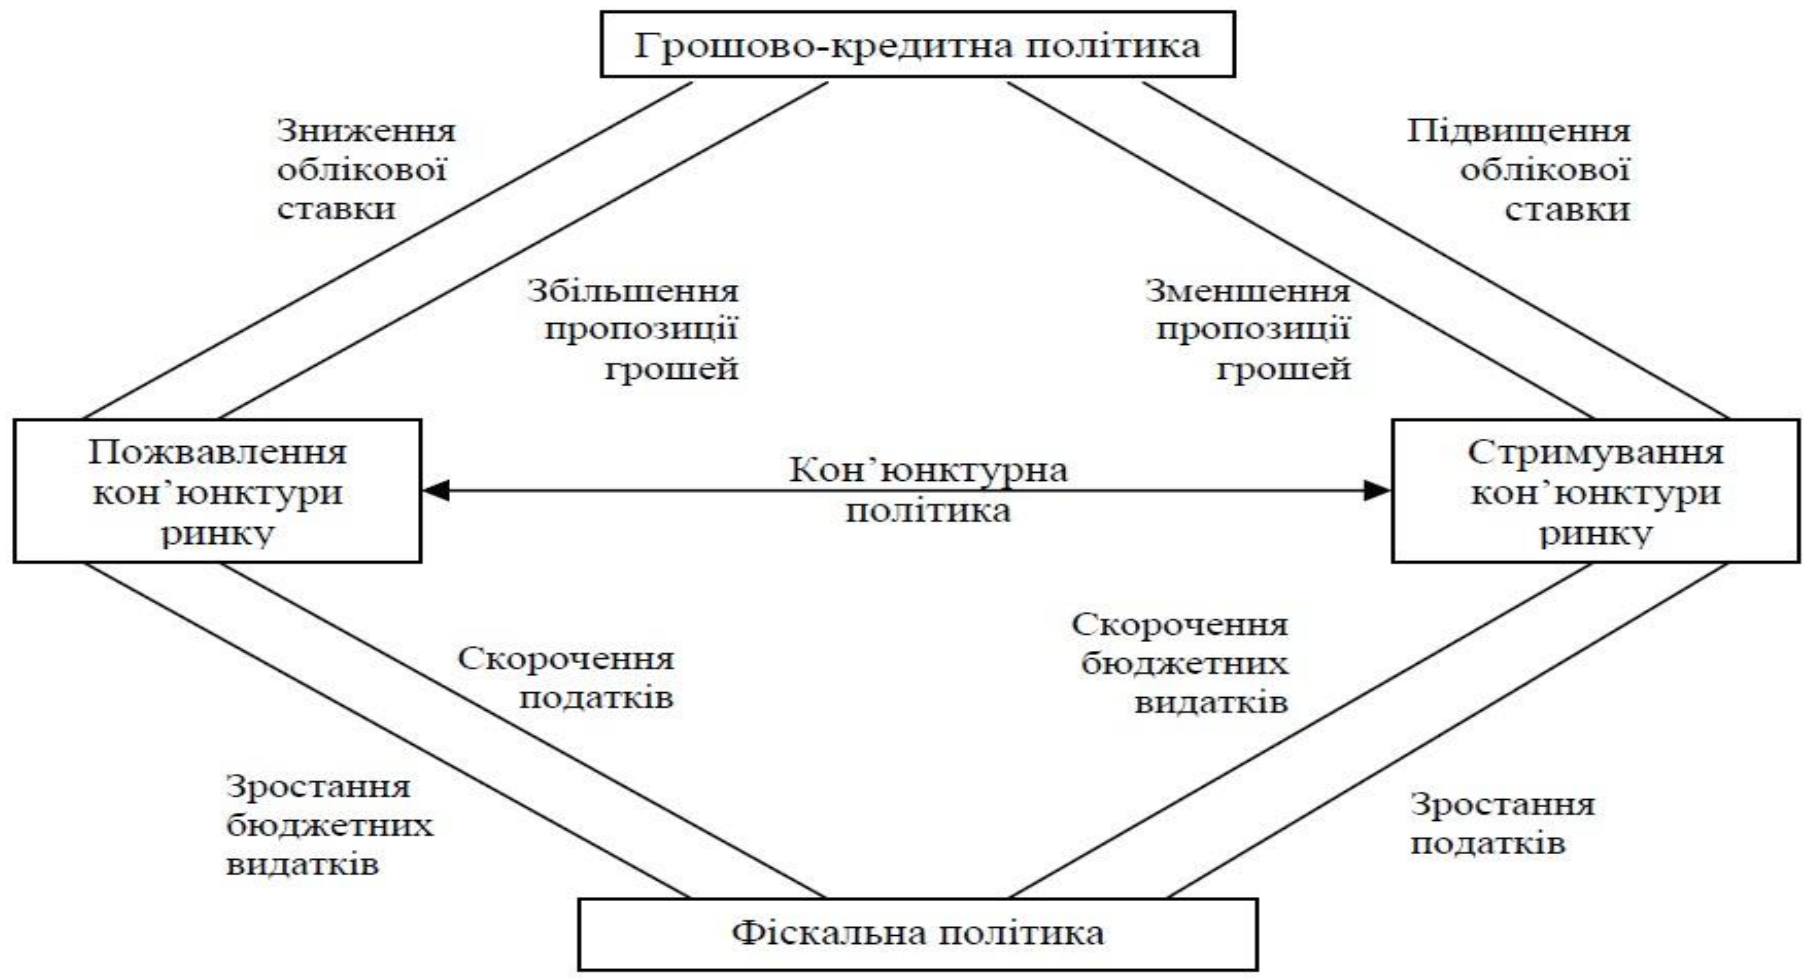 Грошово-кредитна політика
Зниження
облікової
ставки
Підвищення
облікової
ставки
Збільшення
пропозиції
грошей
Зменшення
пропозиції
грошей
Пожвавлення
кон’юнктури
ринку
Кон’юнктурна
політика
Стримування
кон’юнктури
ринку
Скорочення
податків
Скорочення
бюджетних
видатків
Зростання
бюджетних
видатків
Зростання
податків
Фіскальна політика